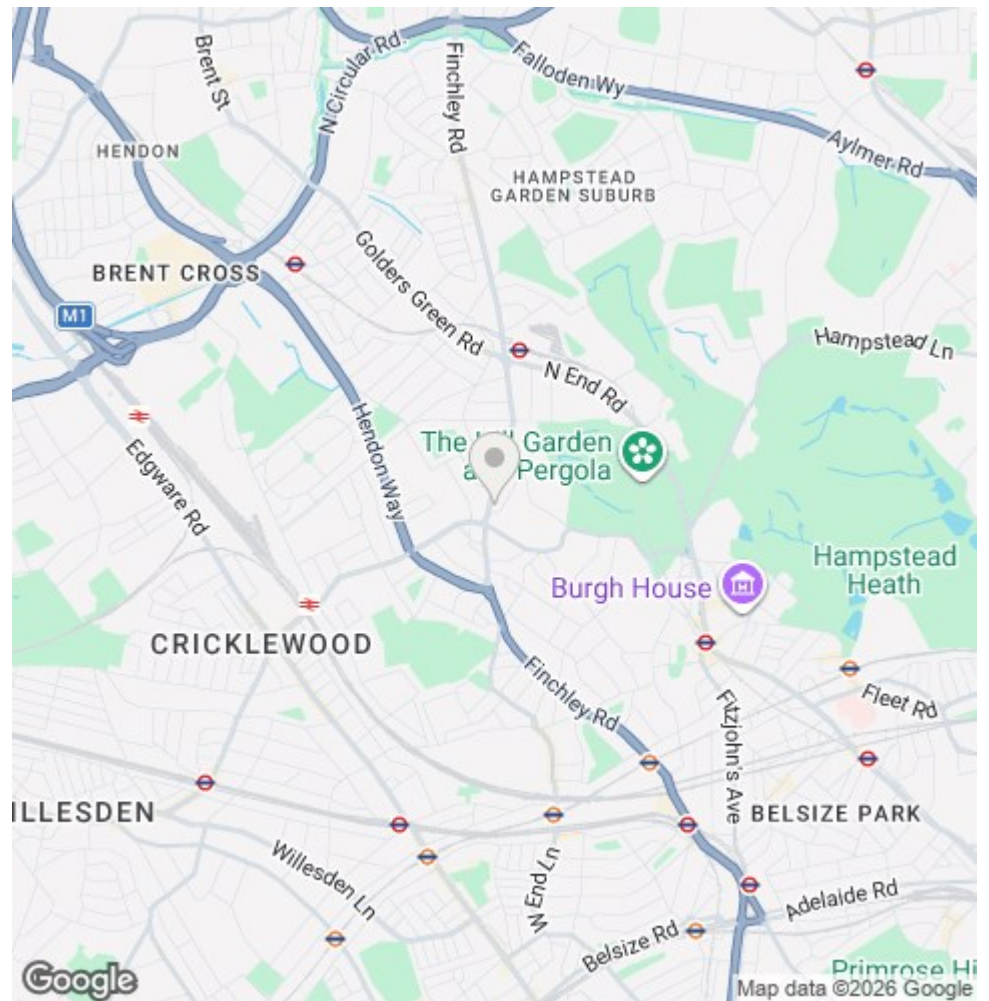 Brent St
N Circular Rd.
Finchley Rd
Falloden Wy
Aylmer Rd
HENDON
HAMPSTEAD
GARDEN SUBURB
BRENT CROSS
M1
Golders Green Rd
Hampstead Ln
N End Rd
Hendon Way
The Hill Garden
Pergola
Edgware Rd
Burgh House
Hampstead
Heath
CRICKLEWOOD
Finchley Rd
Fitzjohn's Ave
Fleet Rd
ILLESDEN
BELSIZE PARK
Willesden Ln
W End Ln
Adelaide Rd
Belsize Rd
Primrose Hi
Google
Map data ©2026 Google